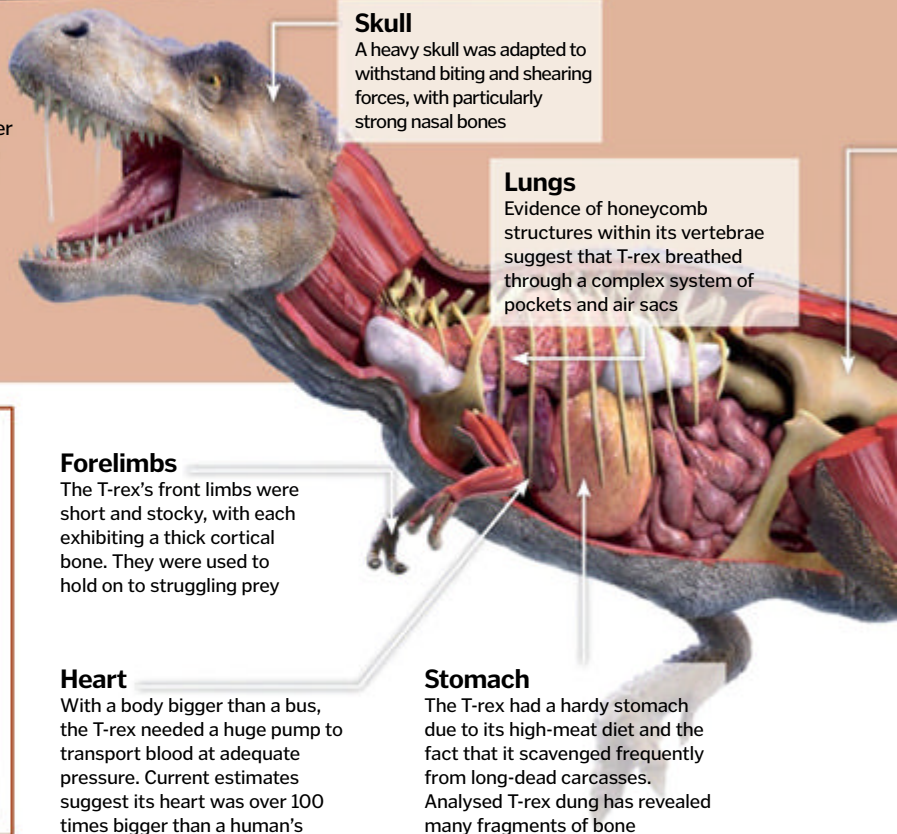 Skull
A heavy skull was adapted to
withstand biting and shearing
forces, with particularly
strong nasal bones
er
Lungs
Evidence of honeycomb
structures within its vertebrae
suggest that T-rex breathed
through a complex system of
pockets and air sacs
Forelimbs
The T-rex's front limbs were
short and stocky, with each
exhibiting a thick cortical
bone. They were used to
hold on to struggling prey
Heart
With a body bigger than a bus,
the T-rex needed a huge pump to
transport blood at adequate
pressure. Current estimates
suggest its heart was over 100
times bigger than a human's
Stomach
The T-rex had a hardy stomach
due to its high-meat diet and the
fact that it scavenged frequently
from long-dead carcasses.
Analysed T-rex dung has revealed
many fragments of bone